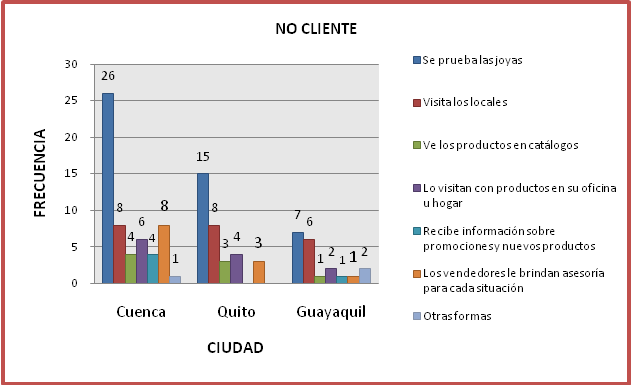 NO CLIENTE
FRECUENCIA
30
25
20
15
10
5
0
26
8
4
6
4
8
1
15
8
3
4
3
7
6
1
2
1
1
2
Cuenca
Quito
Guayaquil
CIUDAD
Se prueba las joyas
Visita los locales
Ve los productos en catálogos
Lo visitan con productos en su oficina
u hogar
Recibe información sobre
promociones y nuevos productos
Los vendedores le brindan asesoría
para cada situación
Otras formas